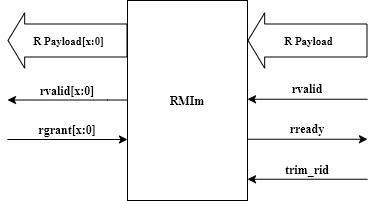 R Payload[x:0]
R Payload
rvalid[x:0]
RMIm
rvalid
rgrant[x:0]
rready
trim_rid